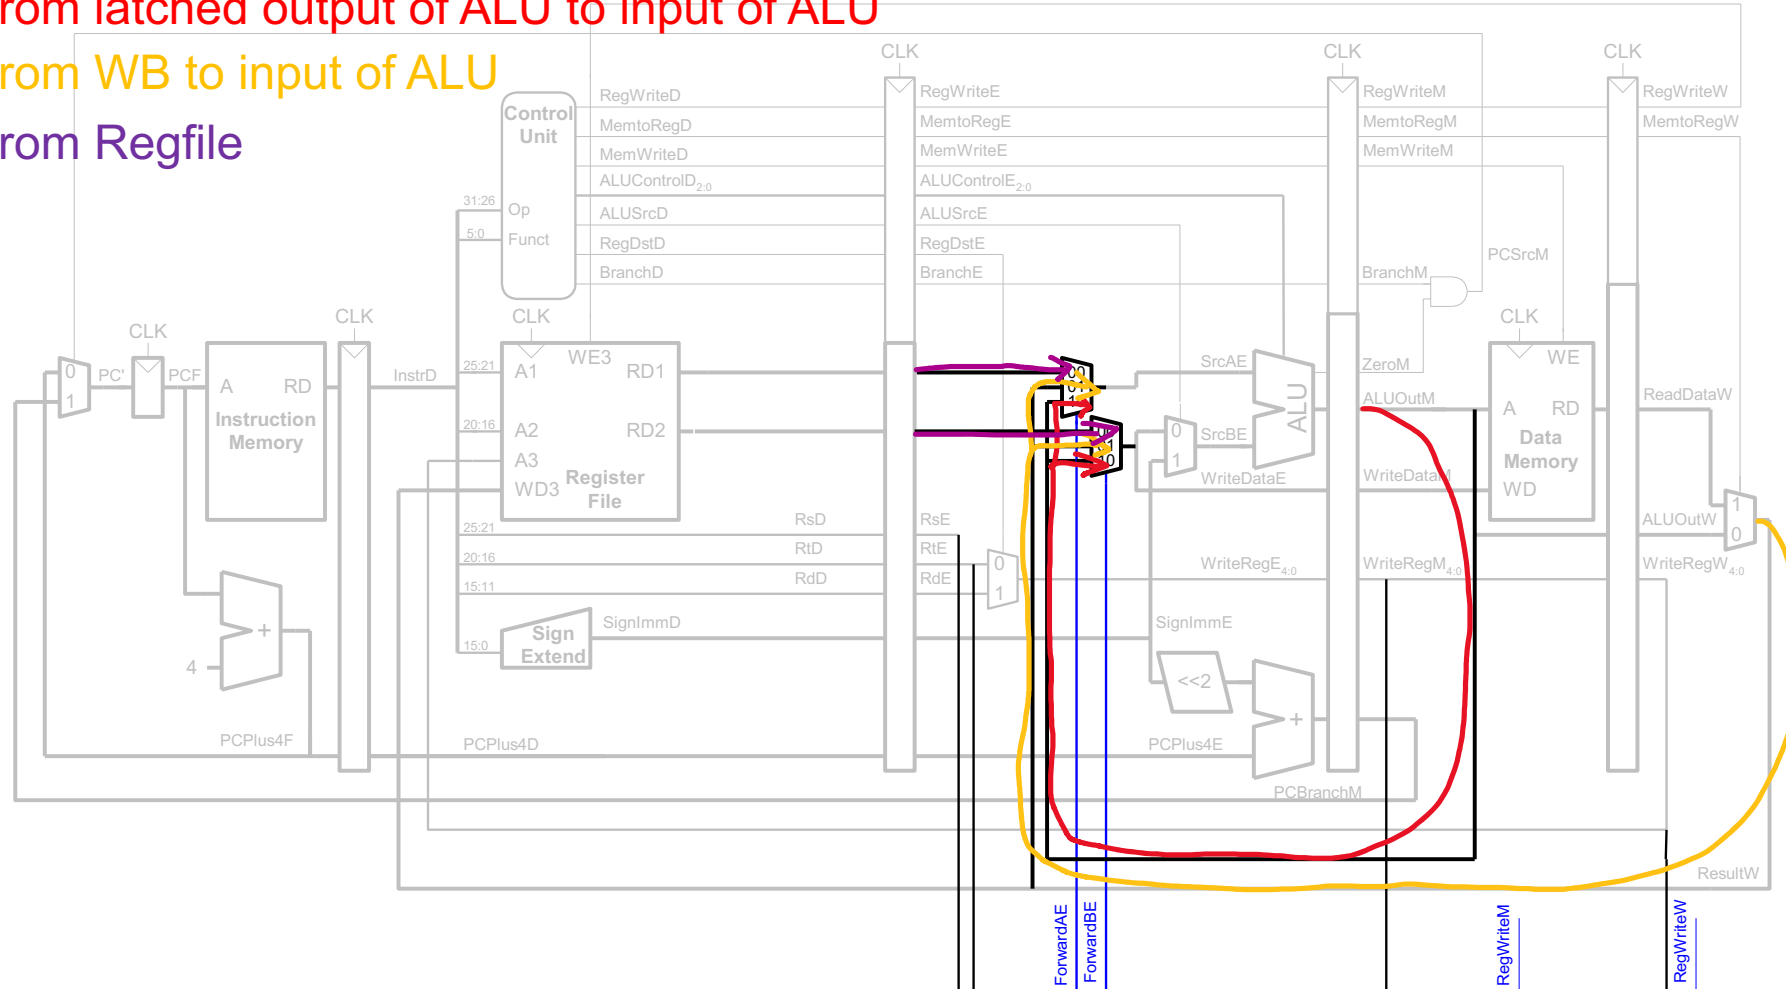 rom latched output of ALU to input of ALU
rom WB to input of ALU
rom Regfile
CLK
CLK
CLK
Control
Unit
RegWriteD
MemtoRegD
MemWriteD
ALUControlD2:0
ALUSrcD
RegDstD
BranchD
31:26
Op
5:0
Funct
RegWriteE
MemtoRegE
MemWriteE
ALUControlE2:0
ALUSrcE
RegDstE
BranchE
RegWriteM
MemtoRegM
MemWriteM
BranchM
PCSrcM
RegWriteW
MemtoRegW
CLK
CLK
CLK
CLK
0
1
PC'
PCF
A
RD
Instruction
Memory
InstrD
25:21
A1
WE3
RD1
20:16
A2
RD2
A3
WD3
Register
File
00
01
1
01
10
SrcAE
0
1
SrcBE
ALU
WriteDataE
ZeroM
ALUOutM
WriteDataM
A
RD
WE
Data
Memory
WD
ReadDataW
1
0
ALUOutW
25:21
RsD
RsE
20:16
RtD
RtE
15:11
RdD
RdE
0
1
WriteRegE4:0
WriteRegM4:0
WriteRegW4:0
15:0
Sign
Extend
SignImmD
SignImmE
<<2
+
+
4
PCPlus4F
PCPlus4D
PCPlus4E
PCBranchM
ResultW
ForwardAE
ForwardBE
RegWriteM
RegWriteW